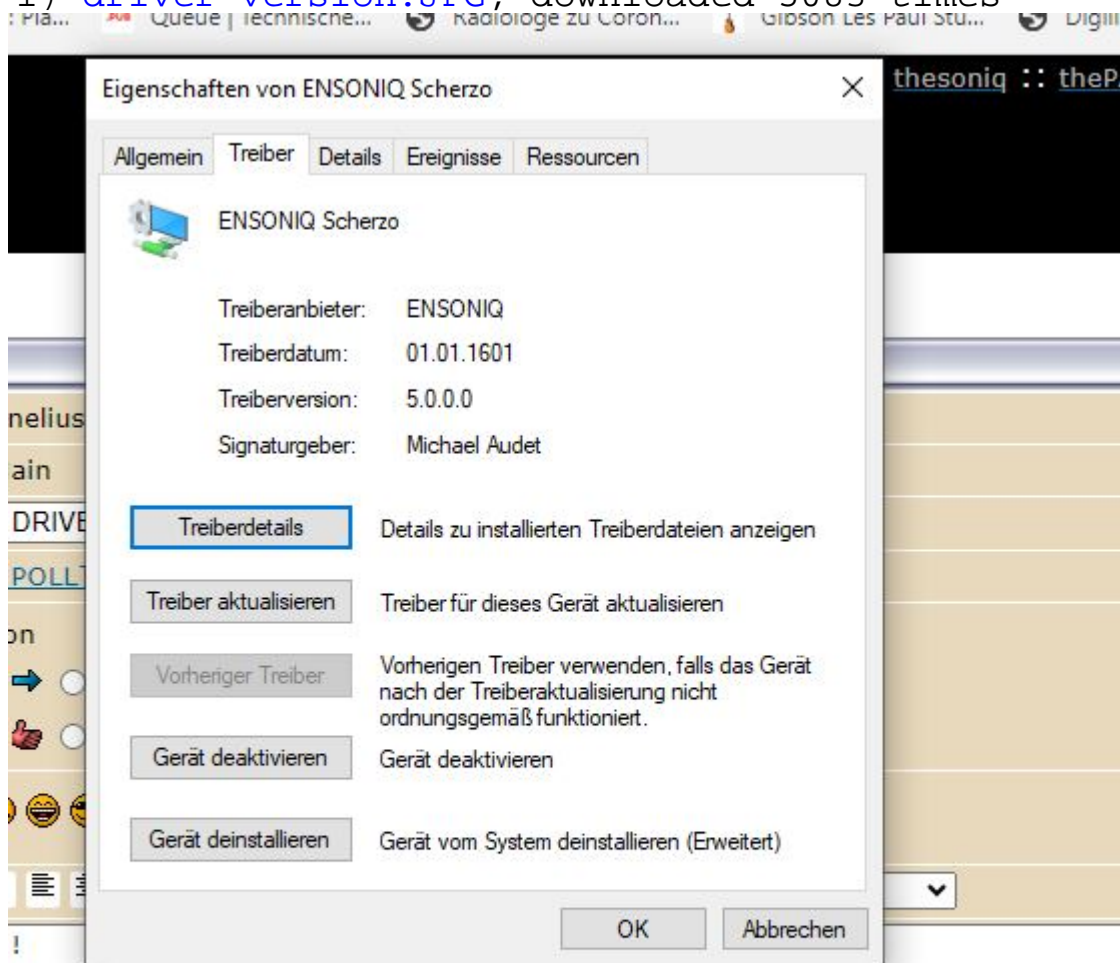 1) driver version.JPG, downloaded 5085 times
Queue | Technische... Radiologe zu Coron... Gibson Les Paul Stu...
Eigenschaften von ENSONIQ Scherzo
thesoniq ::
Allgemein Treiber Details Ereignisse Ressourcen
ENSONIQ Scherzo
Treiberanbieter: ENSONIQ
Treiberdatum: 01.01.1601
Treiberversion: 5.0.0.0
Signaturgeber: Michael Audet
nelius
ain
DRIVE
POLL
on
Treiberdetails Details zu installierten Treiberdateien anzeigen
Treiber aktualisieren Treiber für dieses Gerät aktualisieren
Vorheriger Treiber Vorherigen Treiber verwenden, falls das Gerät
nach der Treiberaktualisierung nicht
ordnungsgemäß funktioniert.
Gerät deaktivieren Gerät deaktivieren
Gerät deinstallieren Gerät vom System deinstallieren (Erweitert)
OK Abbrechen
!